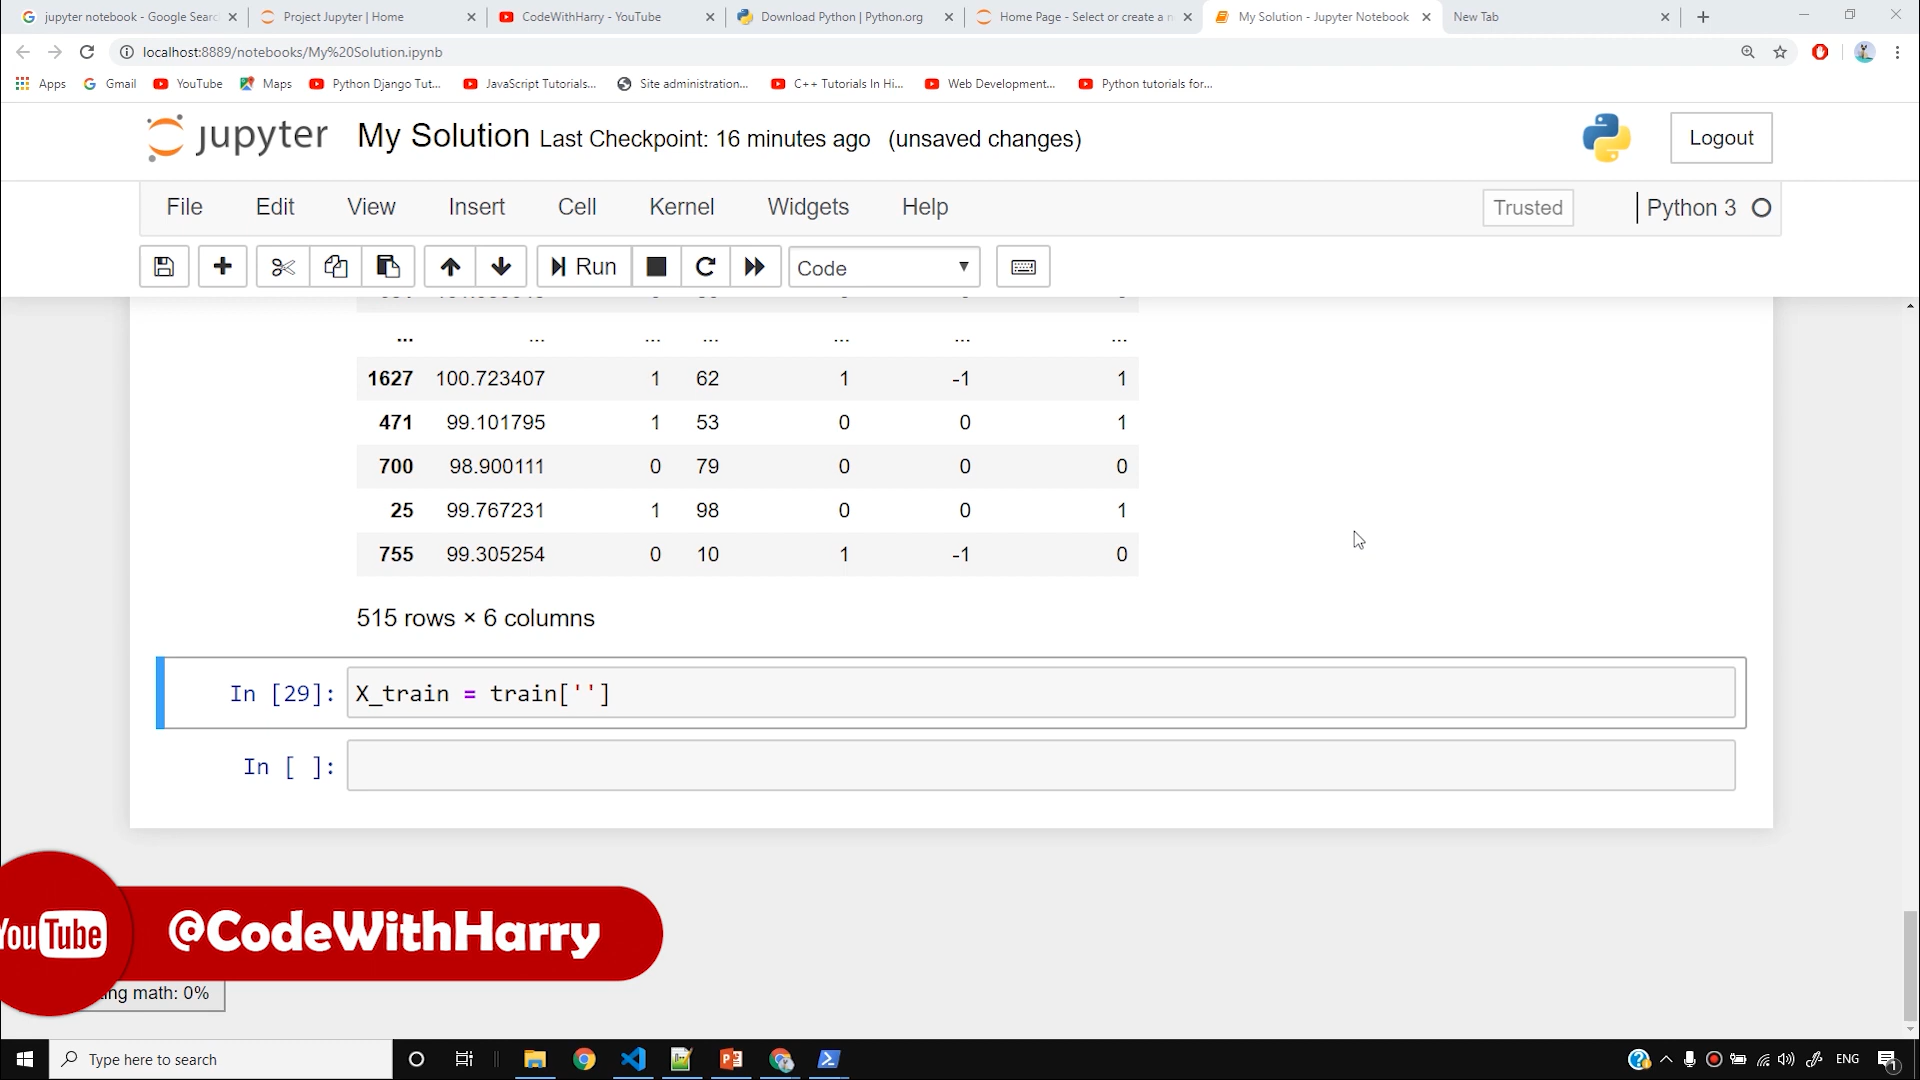 jupyter notebook - Google Searc
Project Jupyter | Home
CodeWithHarry - YouTube
Download Python | Python.org
Home Page - Select or create a n
My Solution - Jupyter Notebook
New Tab
localhost:8889/notebooks/My%20Solution.ipynb
Apps
Gmail
YouTube
Maps
Python Django Tut...
JavaScript Tutorials...
Site administration...
C++ Tutorials In Hi...
Web Development...
Python tutorials for...
jupyter My Solution Last Checkpoint: 16 minutes ago (unsaved changes)
Logout
File Edit View Insert Cell Kernel Widgets Help
Trusted
Python 3
Run
Code
... ... ... ... ... ... ...
1627 100.723407 1 62 1 -1 1
471 99.101795 1 53 0 0 1
700 98.900111 0 79 0 0 0
25 99.767231 1 98 0 0 1
755 99.305254 0 10 1 -1 0
515 rows × 6 columns
In [29]: X_train = train['']
In [ ]:
YouTube @CodeWithHarry
math: 0%
Type here to search
ENG
1